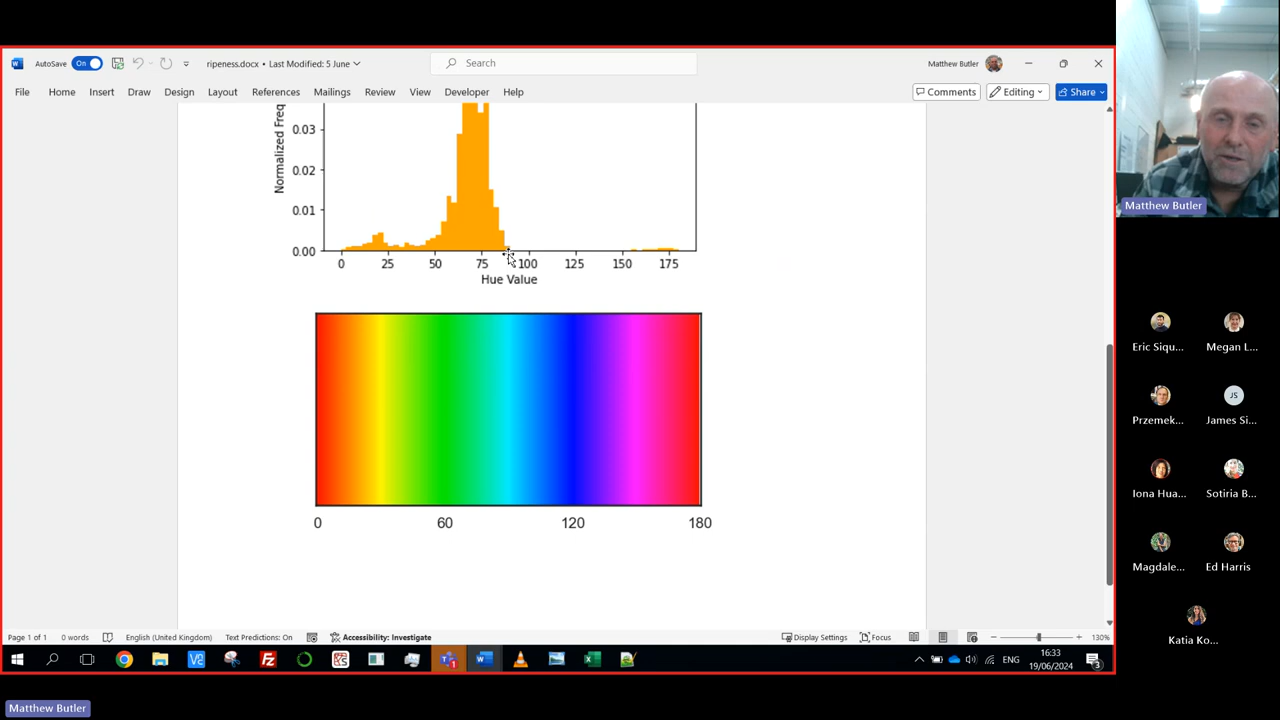 AutoSave
On
ripeness.docx • Last Modified: 5 June
Search
Matthew Butler
File
Home
Insert
Draw
Design
Layout
References
Mailings
Review
View
Developer
Help
Comments
Editing
Share
Normalized Freq
0.03
0.02
0.01
0.00
0 25 50 75 100 125 150 175
Hue Value
0 60 120 180
Page 1 of 1
0 words
English (United Kingdom)
Text Predictions: On
Accessibility: Investigate
Display Settings
Focus
130%
ENG
16:33
19/06/2024
3
1
Matthew Butler
Eric Siqu...
Megan L...
Przemek...
JS
James Si...
Iona Hua...
Sotiria B...
Magdale...
Ed Harris
Katia Ko...
Matthew Butler